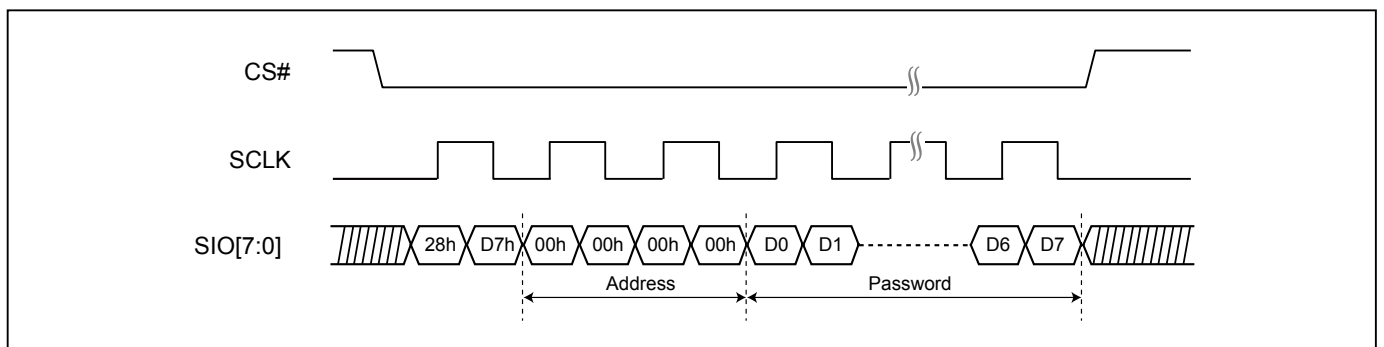 CS#
SCLK
SIO[7:0]
28h D7h 00h 00h 00h 00h D0 D1 D6 D7
Address Password